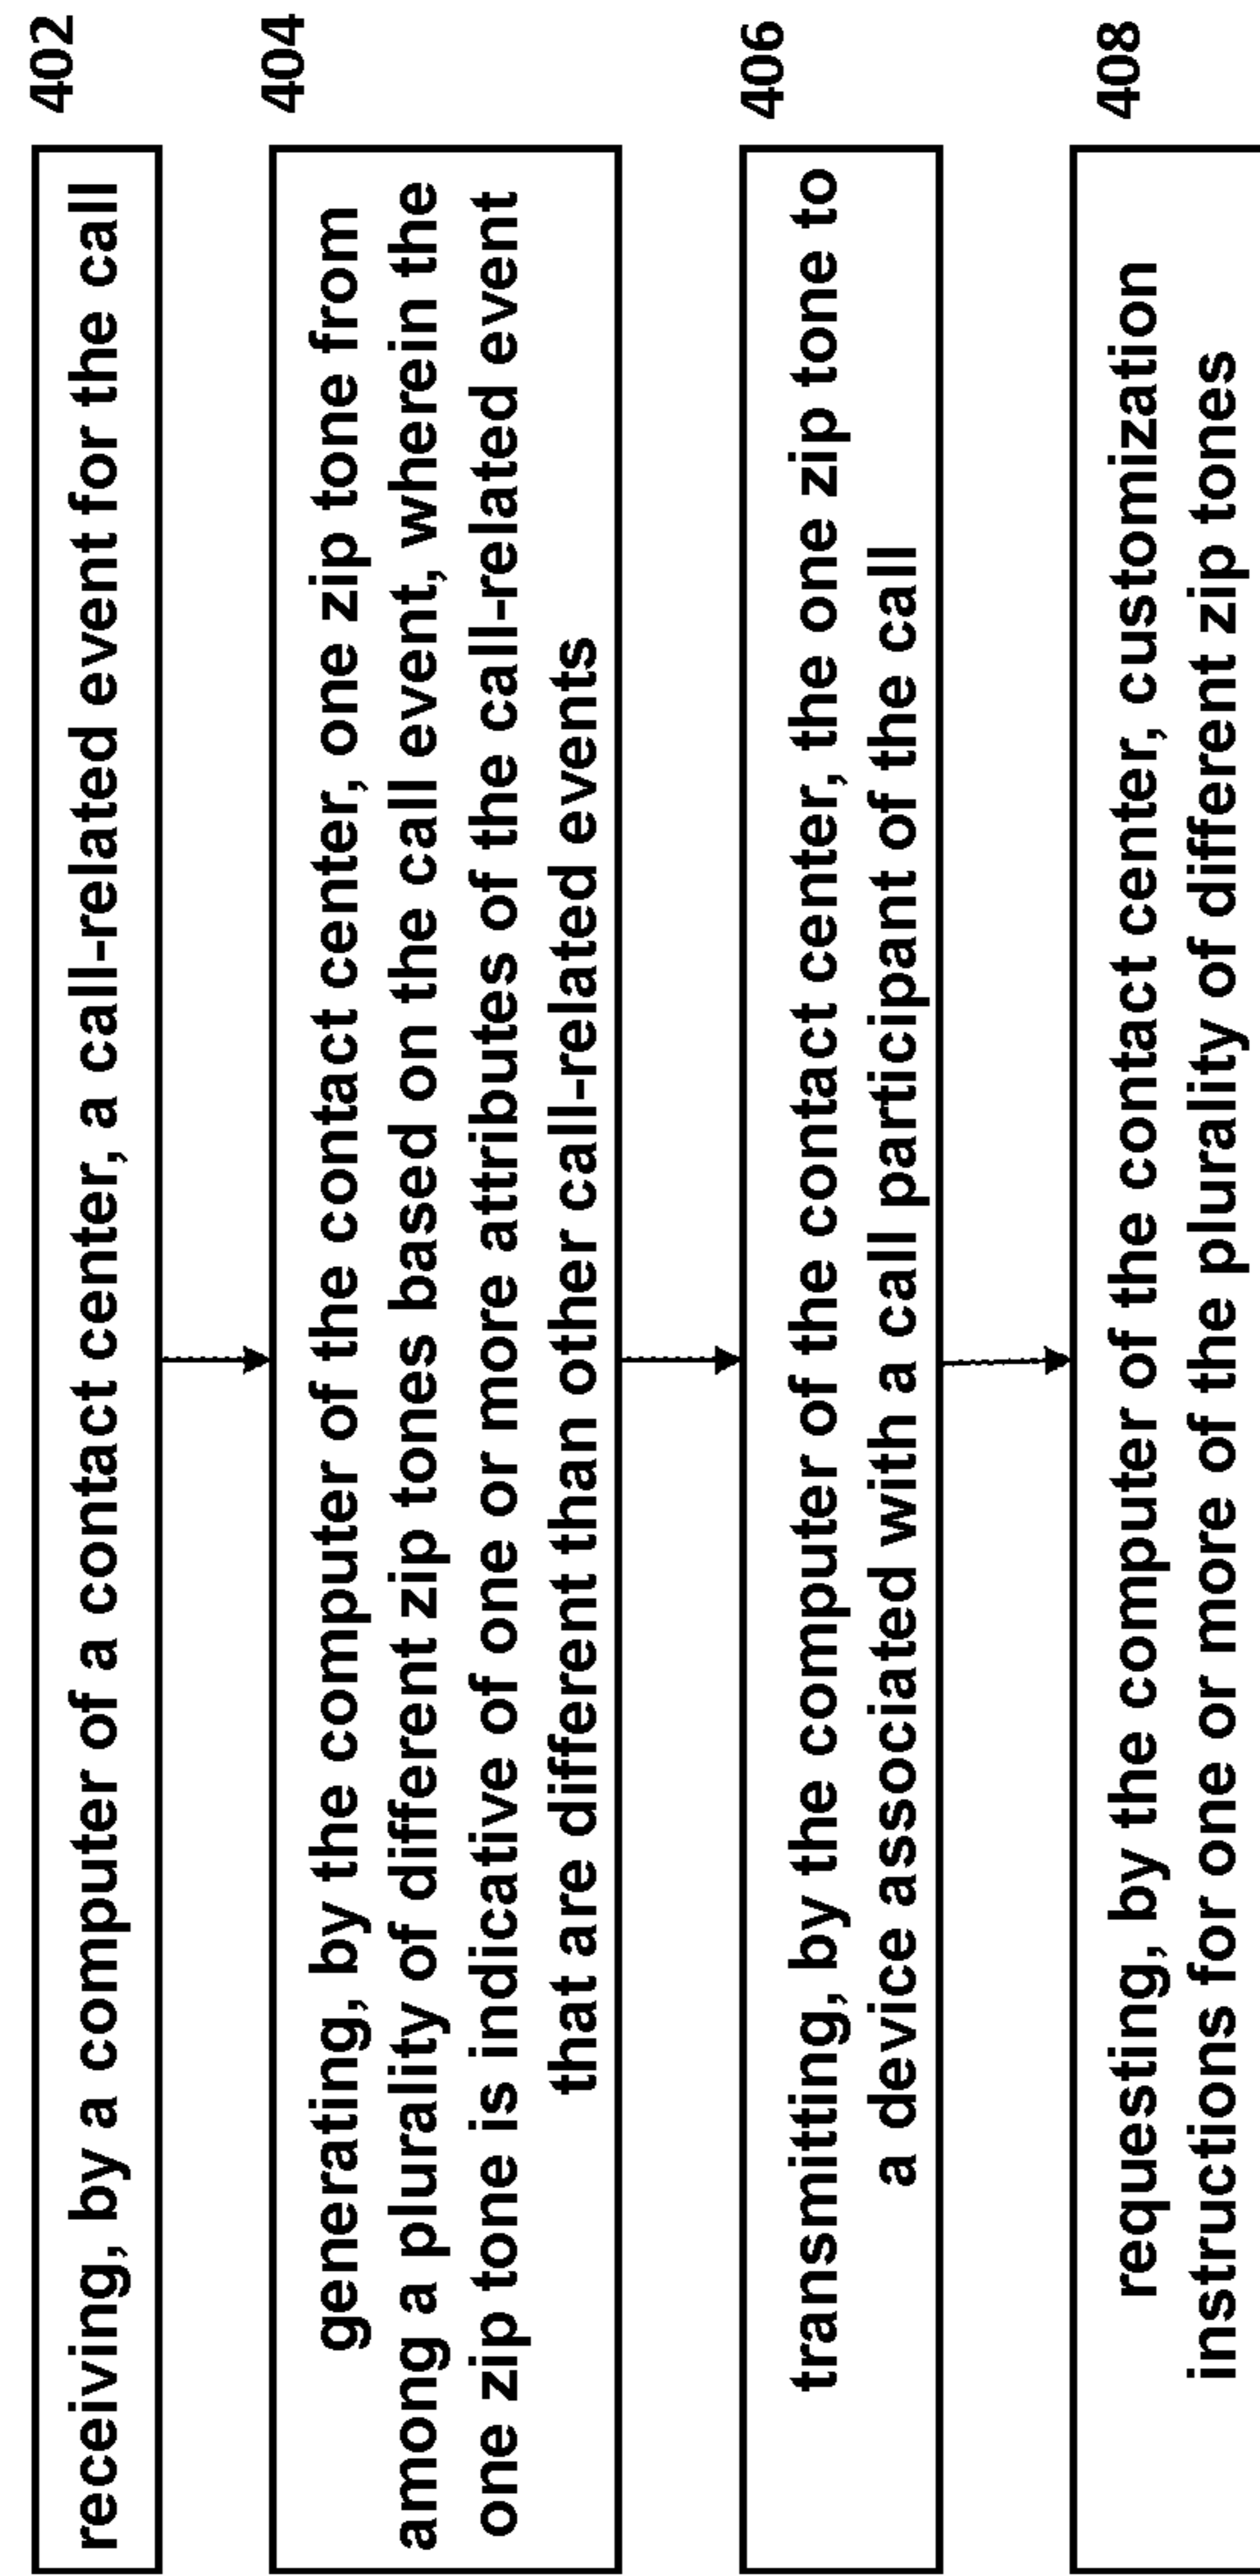 402
receiving, by a computer of a contact center, a call-related event for the call
404
generating, by the computer of the contact center, one zip tone from
among a plurality of different zip tones based on the call event, wherein the
one zip tone is indicative of one or more attributes of the call-related event
that are different than other call-related events
406
transmitting, by the computer of the contact center, the one zip tone to
a device associated with a call participant of the call
408
requesting, by the computer of the contact center, customization
instructions for one or more of the plurality of different zip tones